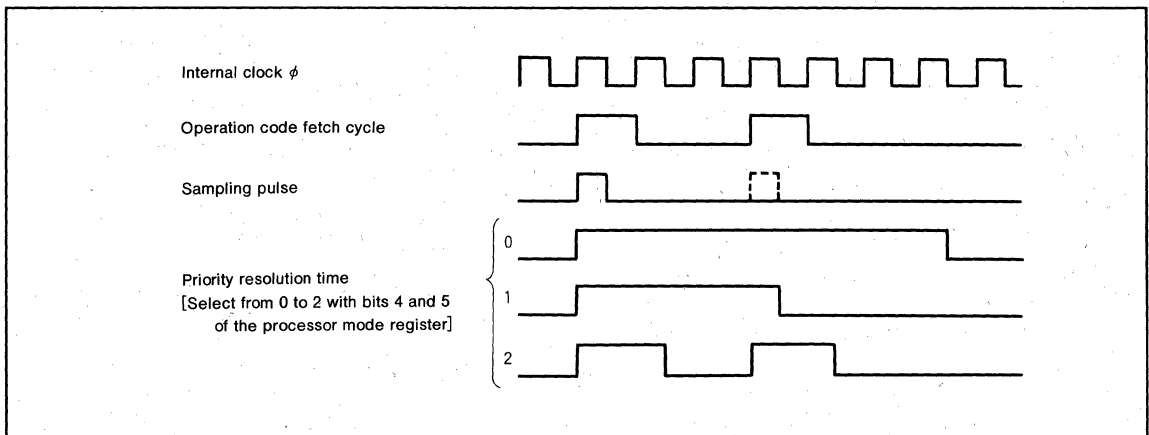 Internal clock ϕ
Operation code fetch cycle
Sampling pulse
0
Priority resolution time
[Select from 0 to 2 with bits 4 and 5
of the processor mode register]
1
2